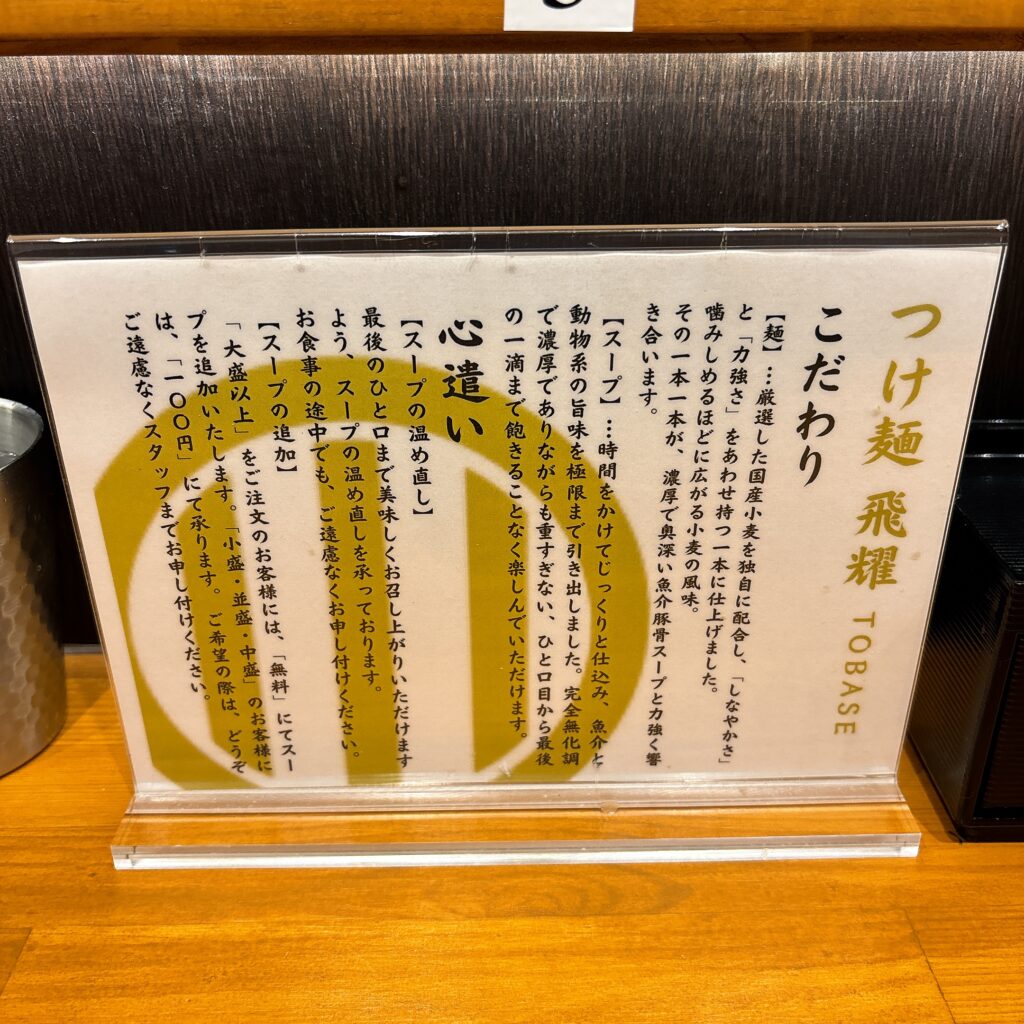 つけ麺 飛耀 TOBASE
こだわり
【麺】…厳選した国産小麦を独自に配合し、「しなやかさ」
と「力強さ」をあわせ持つ一本に仕上げました。
噛みしめるほどに広がる小麦の風味。
その一本一本が、濃厚で奥深い魚介豚骨スープと力強く響
き合います。
【スープ】…時間をかけてじっくりと仕込み、魚介と
動物系の旨味を極限まで引き出しました。完全無化調
で濃厚でありながらも重すぎない、ひと口目から最後
の一滴まで飽きることなく楽しんでいただけます。
心遣い
【スープの温め直し】
最後のひと口まで美味しくお召し上がりいただけます
よう、スープの温め直しを承っております。
お食事の途中でも、ご遠慮なくお申し付けください。
【スープの追加】
「大盛以上」をご注文のお客様には、「無料」にてスー
プを追加いたします。「小盛・並盛・中盛」のお客様に
は、「一〇〇円」にて承ります。ご希望の際は、どうぞ
ご遠慮なくスタッフまでお申し付けください。